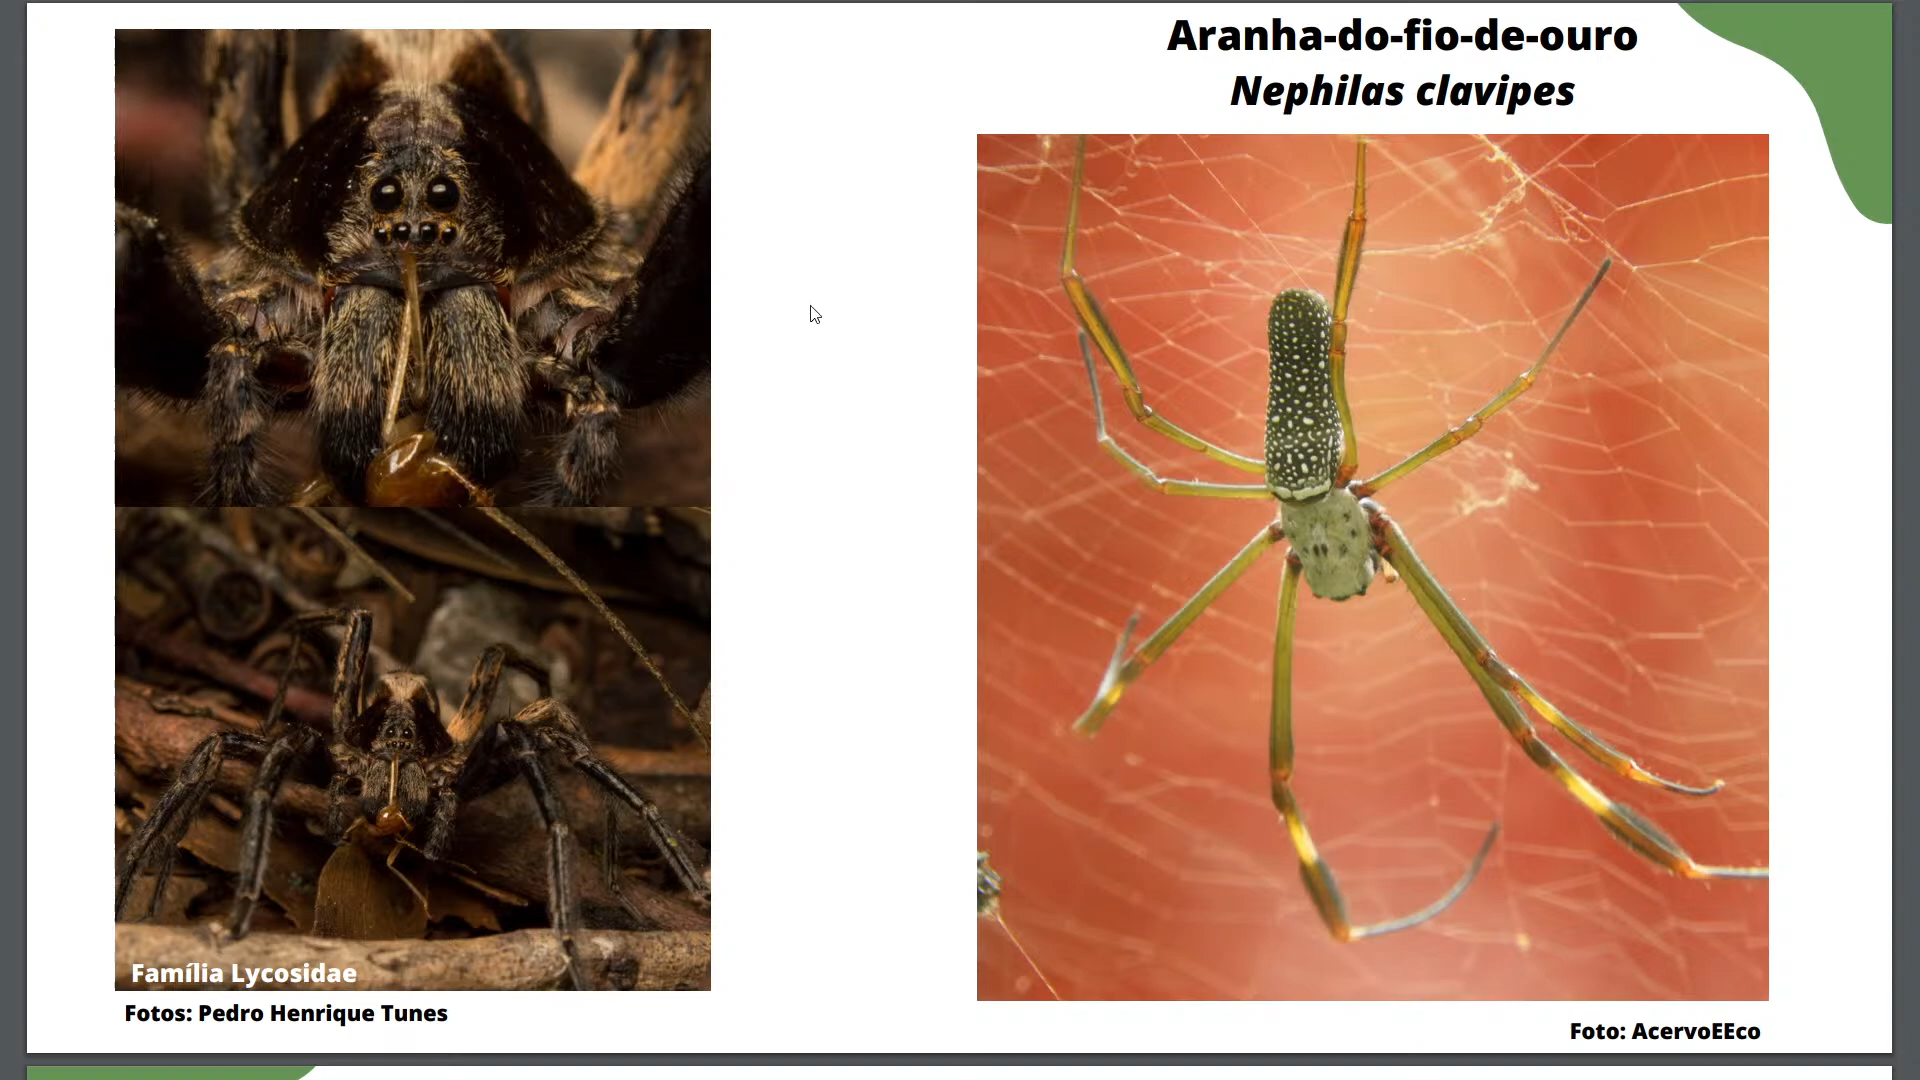 Aranha-do-fio-de-ouro
Nephilas clavipes
Família Lycosidae
Fotos: Pedro Henrique Tunes
Foto: AcervoEEco